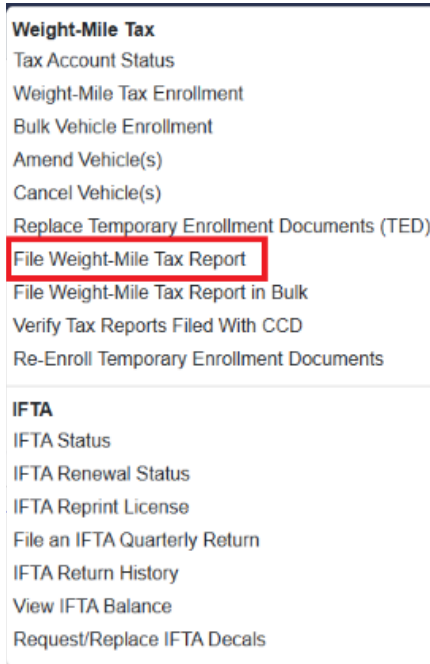 Weight-Mile Tax
Tax Account Status
Weight-Mile Tax Enrollment
Bulk Vehicle Enrollment
Amend Vehicle(s)
Cancel Vehicle(s)
Replace Temporary Enrollment Documents (TED)
File Weight-Mile Tax Report
File Weight-Mile Tax Report in Bulk
Verify Tax Reports Filed With CCD
Re-Enroll Temporary Enrollment Documents
IFTA
IFTA Status
IFTA Renewal Status
IFTA Reprint License
File an IFTA Quarterly Return
IFTA Return History
View IFTA Balance
Request/Replace IFTA Decals